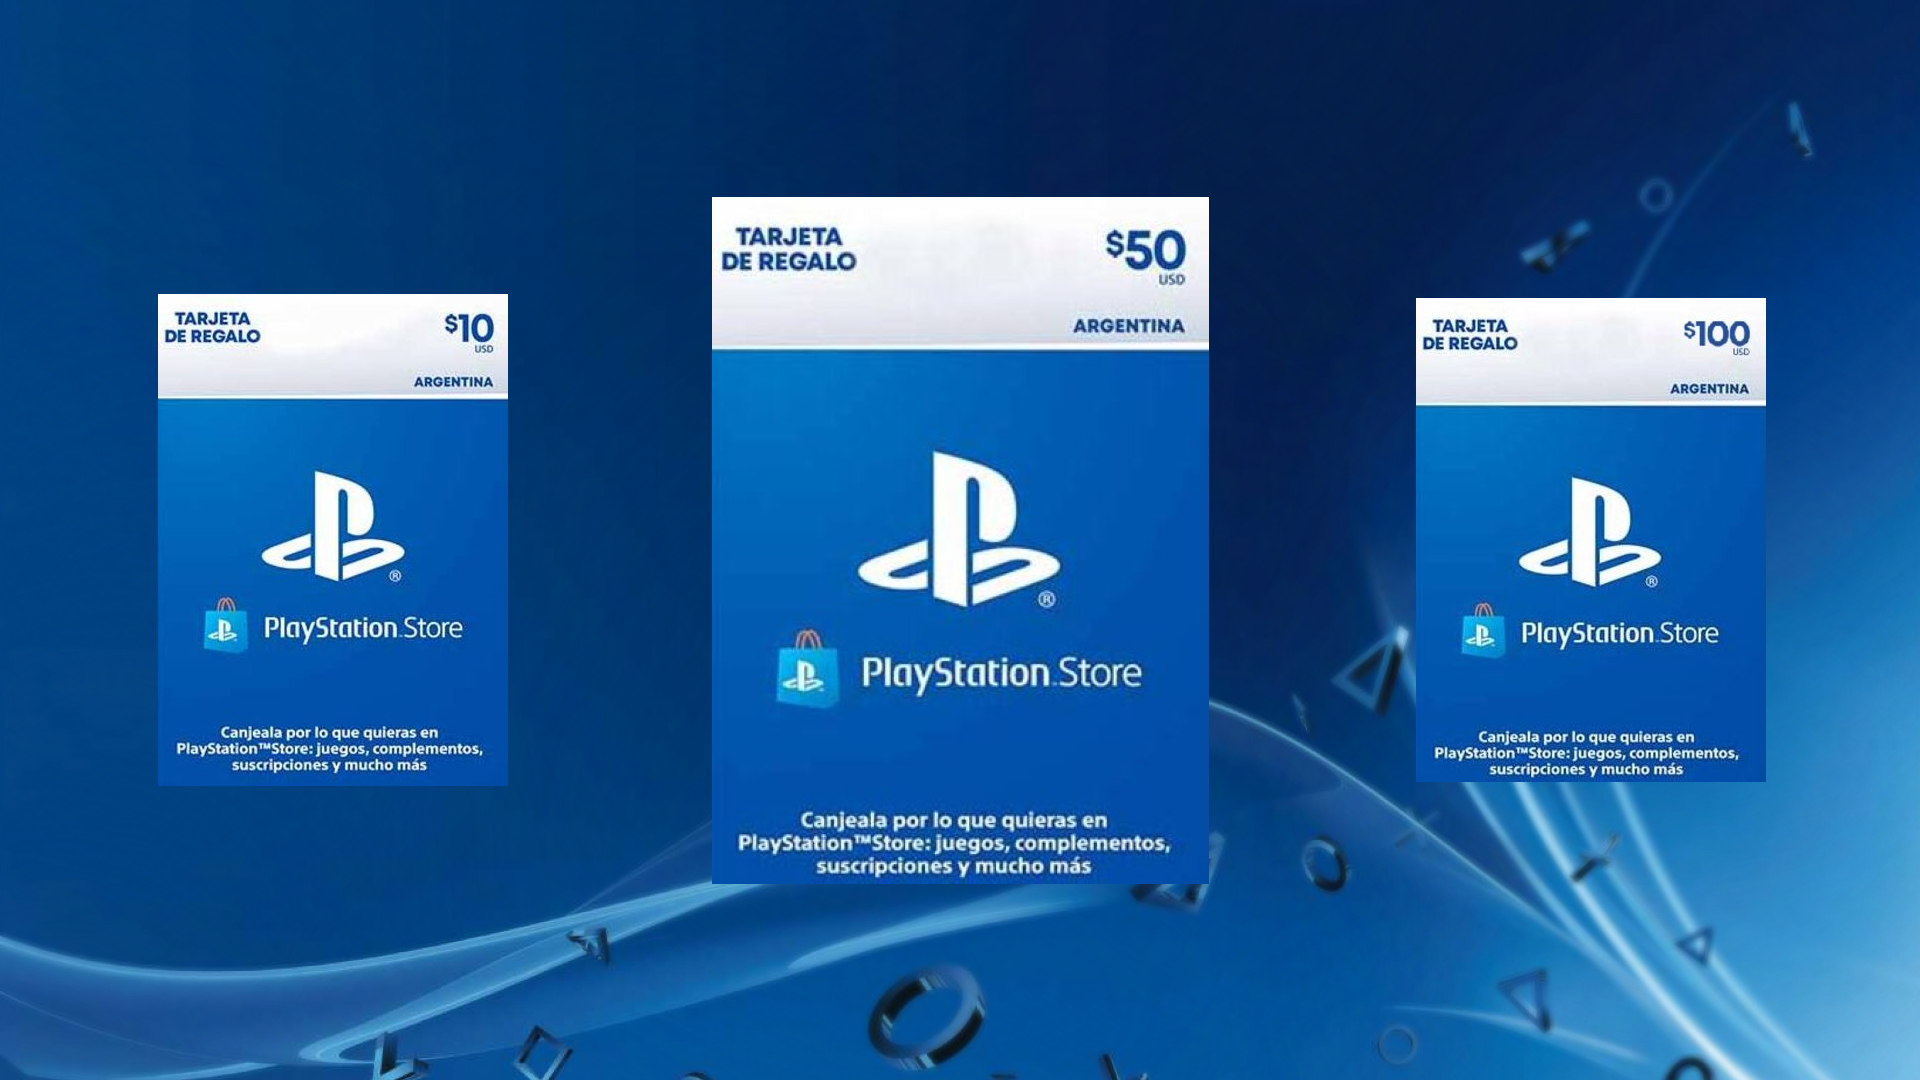 TARJETA
DE REGALO
$10
USD
ARGENTINA
PlayStation.Store
Canjeala por lo que quieras en
PlayStation™Store: juegos, complementos,
suscripciones y mucho más
TARJETA
DE REGALO
$50
USD
ARGENTINA
PlayStation.Store
Canjeala por lo que quieras en
PlayStation™Store: juegos, complementos,
suscripciones y mucho más
TARJETA
DE REGALO
$100
USD
ARGENTINA
PlayStation.Store
Canjeala por lo que quieras en
PlayStation™Store: juegos, complementos,
suscripciones y mucho más